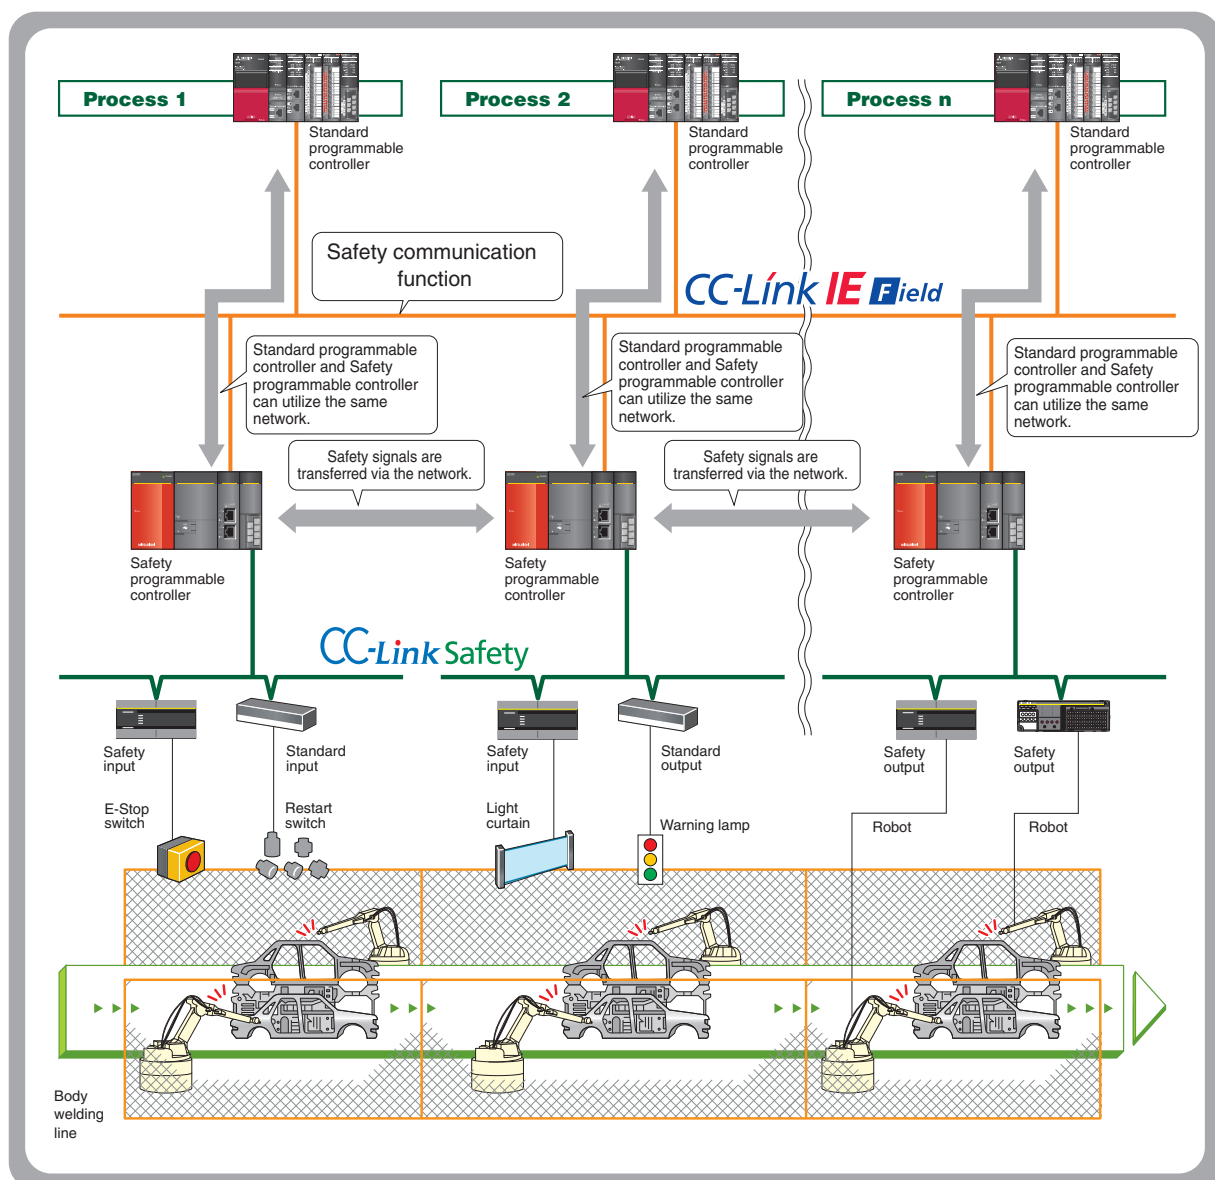 Process 1
Process 2
Process n
Standard
programmable
controller
Standard
programmable
controller
Standard
programmable
controller
Safety communication
function
CC-Link IE Field
Standard programmable
controller and Safety
programmable controller
can utilize the same
network.
Standard programmable
controller and Safety
programmable controller
can utilize the same
network.
Standard programmable
controller and Safety
programmable controller
can utilize the same
network.
Safety signals are
transferred via the network.
Safety signals are
transferred via the network.
Safety
programmable
controller
Safety
programmable
controller
Safety
programmable
controller
CC-Link Safety
Safety
input
Standard
input
Safety
input
Standard
output
Safety
output
Safety
output
E-Stop
switch
Restart
switch
Light
curtain
Warning lamp
Robot
Robot
Body
welding
line